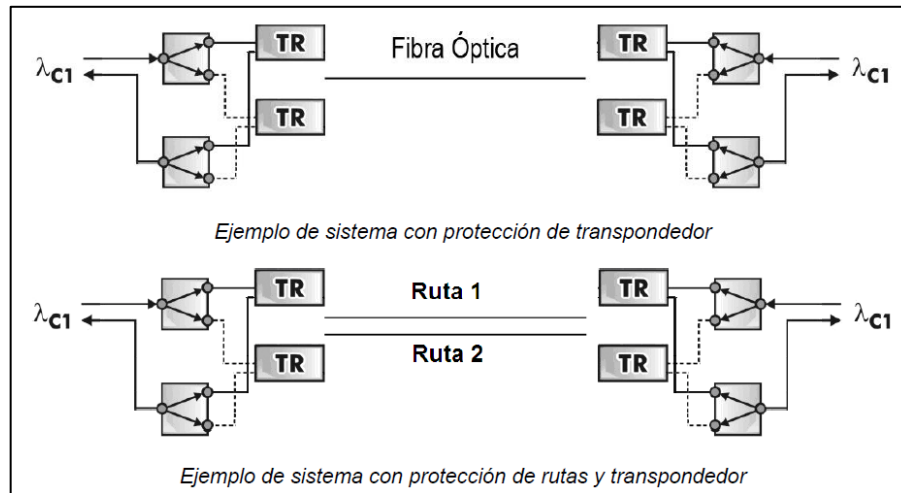 TR Fibra Óptica TR
λC1 λC1
TR TR
Ejemplo de sistema con protección de transpondedor
TR Ruta 1 TR
λC1 λC1
TR Ruta 2 TR
Ejemplo de sistema con protección de rutas y transpondedor